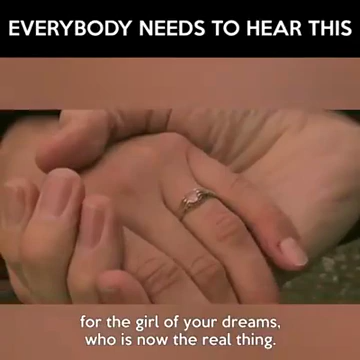 EVERYBODY NEEDS TO HEAR THIS
for the girl of your dreams,
who is now the real thing.